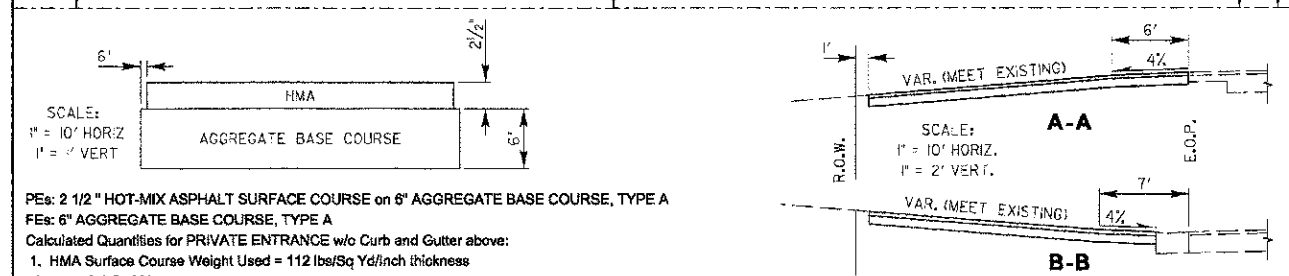 6'
2½"
HMA
SCALE:
1" = 10' HORIZ
VERT
AGGREGATE BASE COURSE
6'
PEs: 2 1/2 " HOT-MIX ASPHALT SURFACE COURSE on 6" AGGREGATE BASE COURSE, TYPE A
FEs: 6" AGGREGATE BASE COURSE, TYPE A
Calculated Quantities for PRIVATE ENTRANCE w/o Curb and Gutter above:
1. HMA Surface Course Weight Used = 112 lbs/Sq Yd/Inch thickness
1'
6'
4%
VAR. (MEET EXISTING)
A-A
SCALE:
1" = 10' HORIZ.
1" = 2' VERT.
R.O.W.
E.O.P.
7'
VAR. (MEET EXISTING)
4%
B-B